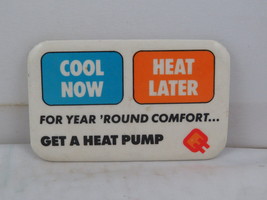 COOL
NOW
HEAT
LATER
FOR YEAR 'ROUND COMFORT...
GET A HEAT PUMP